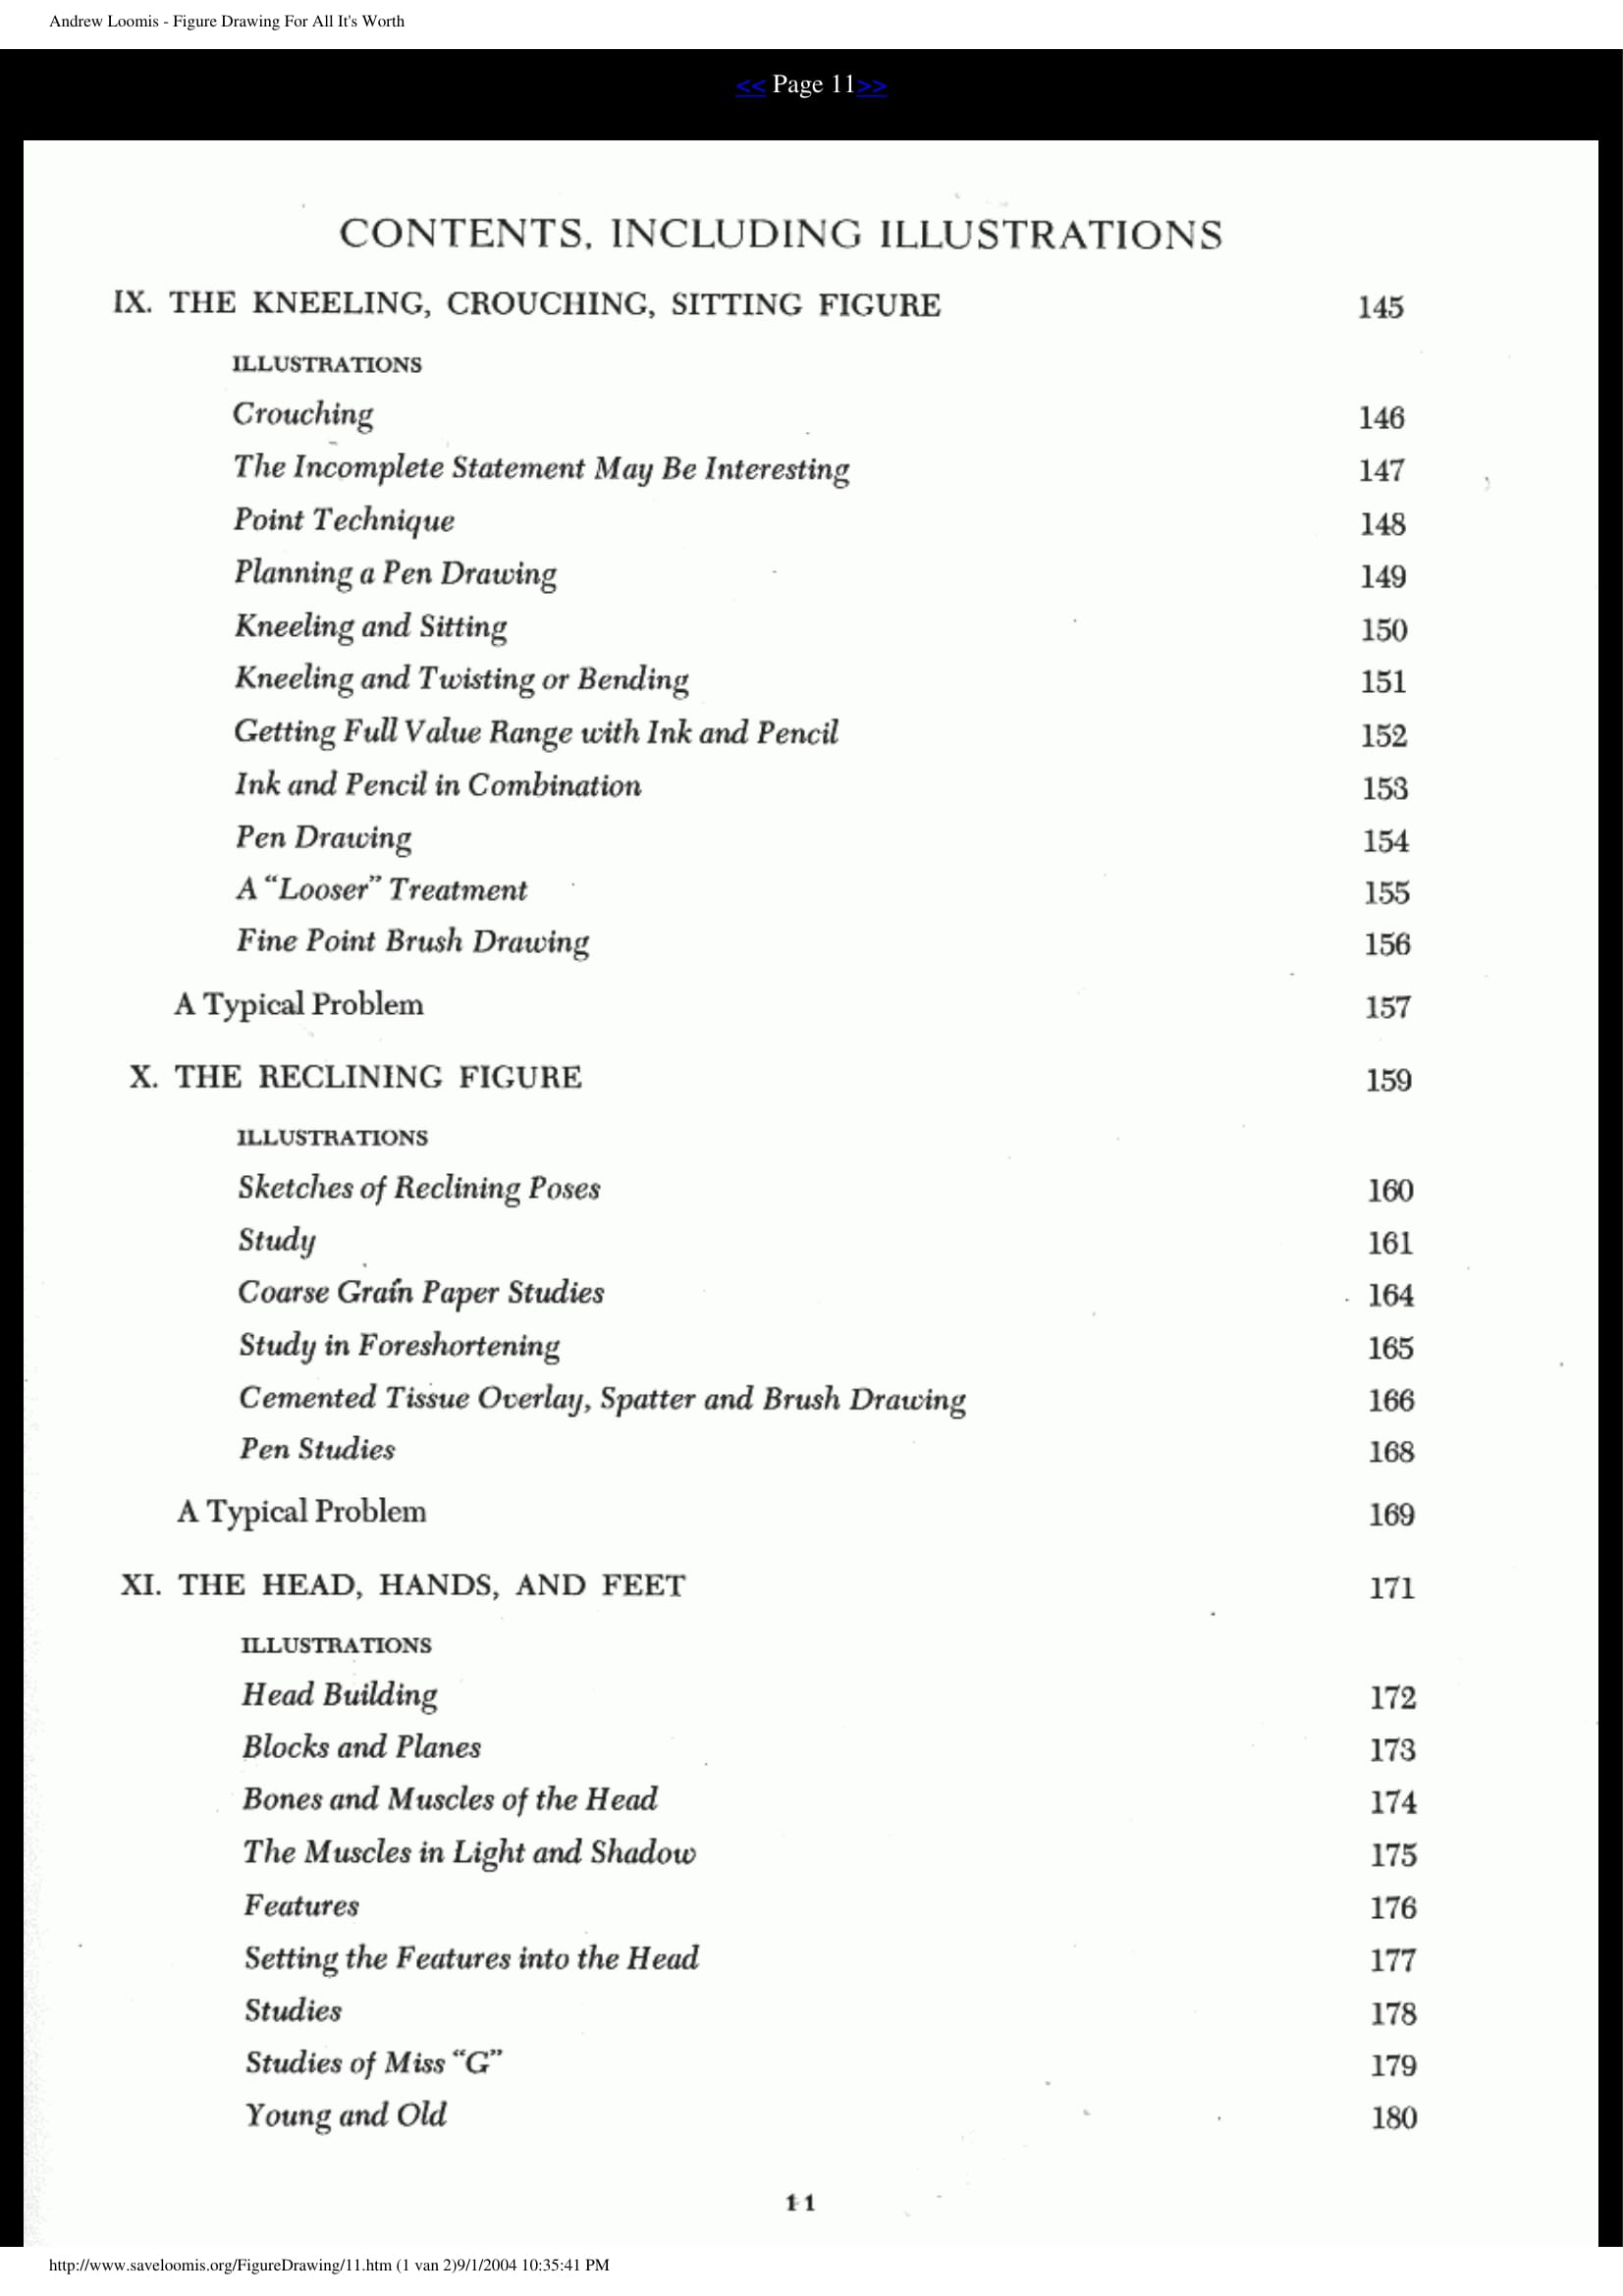 Andrew Loomis - Figure Drawing For All It's Worth
<< Page 11>>
CONTENTS, INCLUDING ILLUSTRATIONS
IX. THE KNEELING, CROUCHING, SITTING FIGURE 145
ILLUSTRATIONS
Crouching 146
The Incomplete Statement May Be Interesting 147
Point Technique 148
Planning a Pen Drawing 149
Kneeling and Sitting 150
Kneeling and Twisting or Bending 151
Getting Full Value Range with Ink and Pencil 152
Ink and Pencil in Combination 153
Pen Drawing 154
A “Looser” Treatment 155
Fine Point Brush Drawing 156
A Typical Problem 157
X. THE RECLINING FIGURE 159
ILLUSTRATIONS
Sketches of Reclining Poses 160
Study 161
Coarse Grain Paper Studies 164
Study in Foreshortening 165
Cemented Tissue Overlay, Spatter and Brush Drawing 166
Pen Studies 168
A Typical Problem 169
XI. THE HEAD, HANDS, AND FEET 171
ILLUSTRATIONS
Head Building 172
Blocks and Planes 173
Bones and Muscles of the Head 174
The Muscles in Light and Shadow 175
Features 176
Setting the Features into the Head 177
Studies 178
Studies of Miss “G” 179
Young and Old 180
11
http://www.saveloomis.org/FigureDrawing/11.htm (1 van 2)9/1/2004 10:35:41 PM